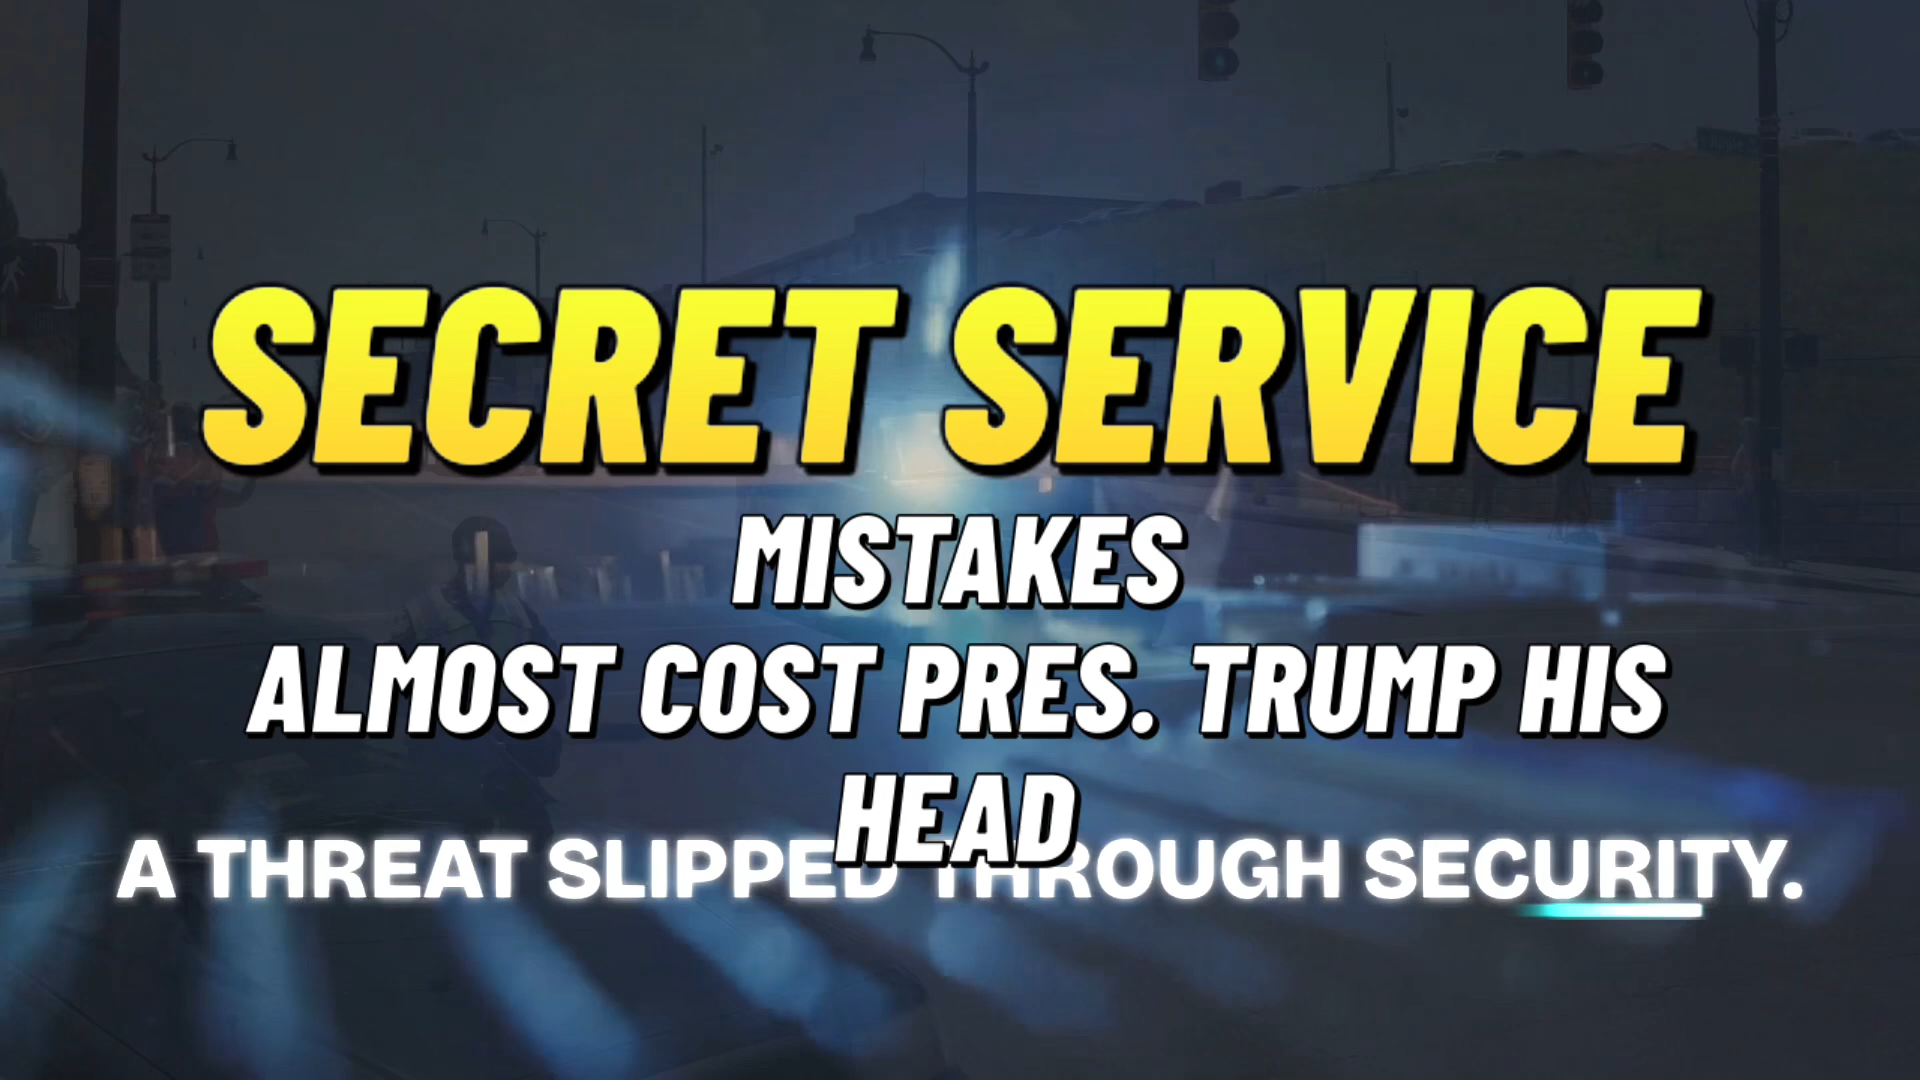 SECRET SERVICE
MISTAKES
ALMOST COST PRES. TRUMP HIS
HEAD
A THREAT SLIPPED THROUGH SECURITY.